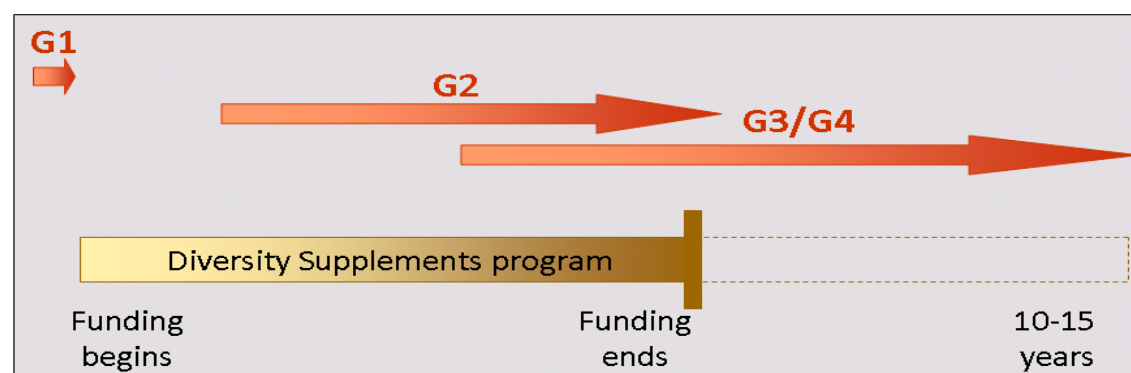 G1
G2
G3/G4
Diversity Supplements program
Funding
begins
Funding
ends
10-15
years